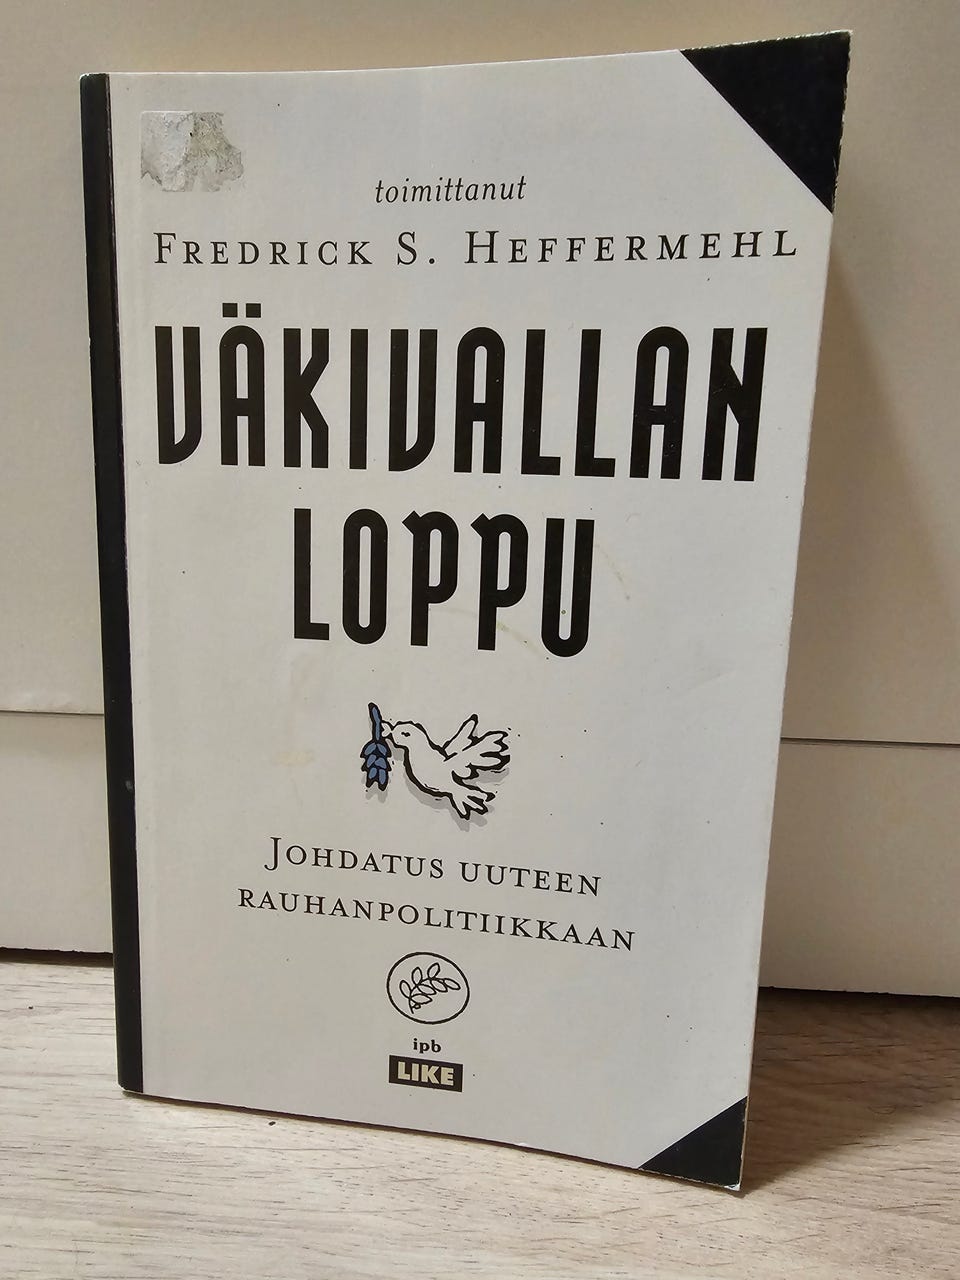 toimittanut
FREDRICK S. HEFFERMEHL
VÄKIVALLAN
LOPPU
JOHDATUS UUTEEN
RAUHANPOLITIIKKAAN
ipb
LIKE